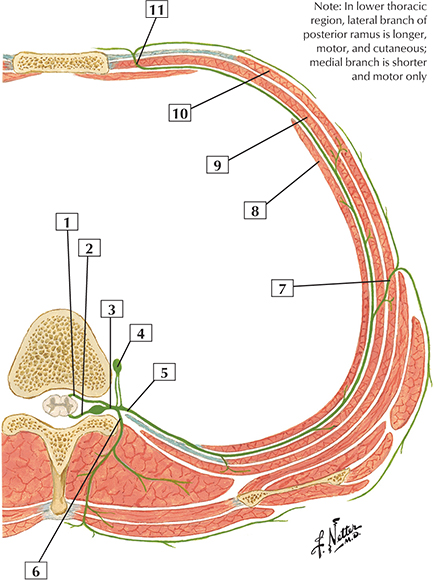 Note: In lower thoracic
region, lateral branch of
posterior ramus is longer,
motor, and cutaneous;
medial branch is shorter
and motor only
11
10
9
8
1
2
7
3
4
5
6
F. Netter
M.D.